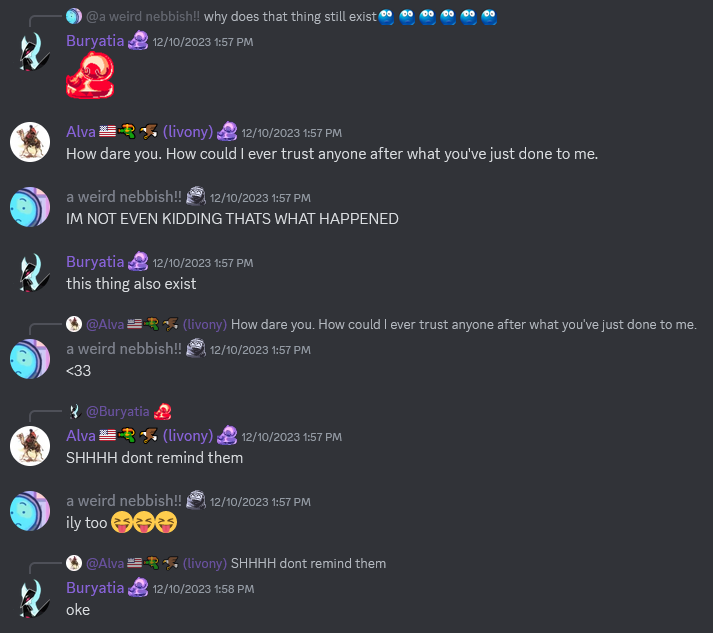 @a weird nebbish!! why does that thing still exist
Buryatia 12/10/2023 1:57 PM
Alva (livony) 12/10/2023 1:57 PM
How dare you. How could I ever trust anyone after what you've just done to me.
a weird nebbish!! 12/10/2023 1:57 PM
IM NOT EVEN KIDDING THATS WHAT HAPPENED
Buryatia 12/10/2023 1:57 PM
this thing also exist
@Alva (livony) How dare you. How could I ever trust anyone after what you've just done to me.
a weird nebbish!! 12/10/2023 1:57 PM
<33
@Buryatia
Alva (livony) 12/10/2023 1:57 PM
SHHHH dont remind them
a weird nebbish!! 12/10/2023 1:57 PM
ily too 😝😝😝
@Alva (livony) SHHHH dont remind them
Buryatia 12/10/2023 1:58 PM
oke